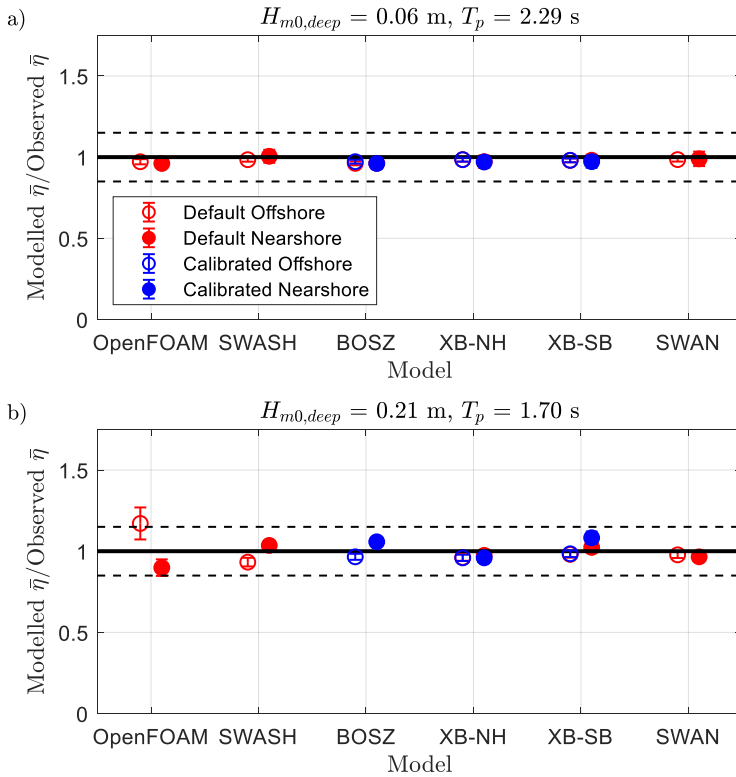 a)
H_{m0,deep} = 0.06 m, T_p = 2.29 s
Modelled η̄/Observed η̄
1.5
1
0.5
0
Default Offshore
Default Nearshore
Calibrated Offshore
Calibrated Nearshore
OpenFOAM SWASH BOSZ XB-NH XB-SB SWAN
Model
b)
H_{m0,deep} = 0.21 m, T_p = 1.70 s
Modelled η̄/Observed η̄
1.5
1
0.5
0
OpenFOAM SWASH BOSZ XB-NH XB-SB SWAN
Model